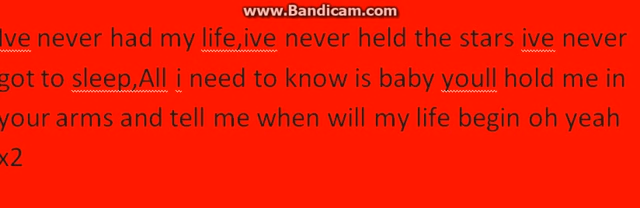 www.Bandicam.com
Ive never had my life,ive never held the stars ive never
got to sleep,All i need to know is baby youll hold me in
your arms and tell me when will my life begin oh yeah
x2